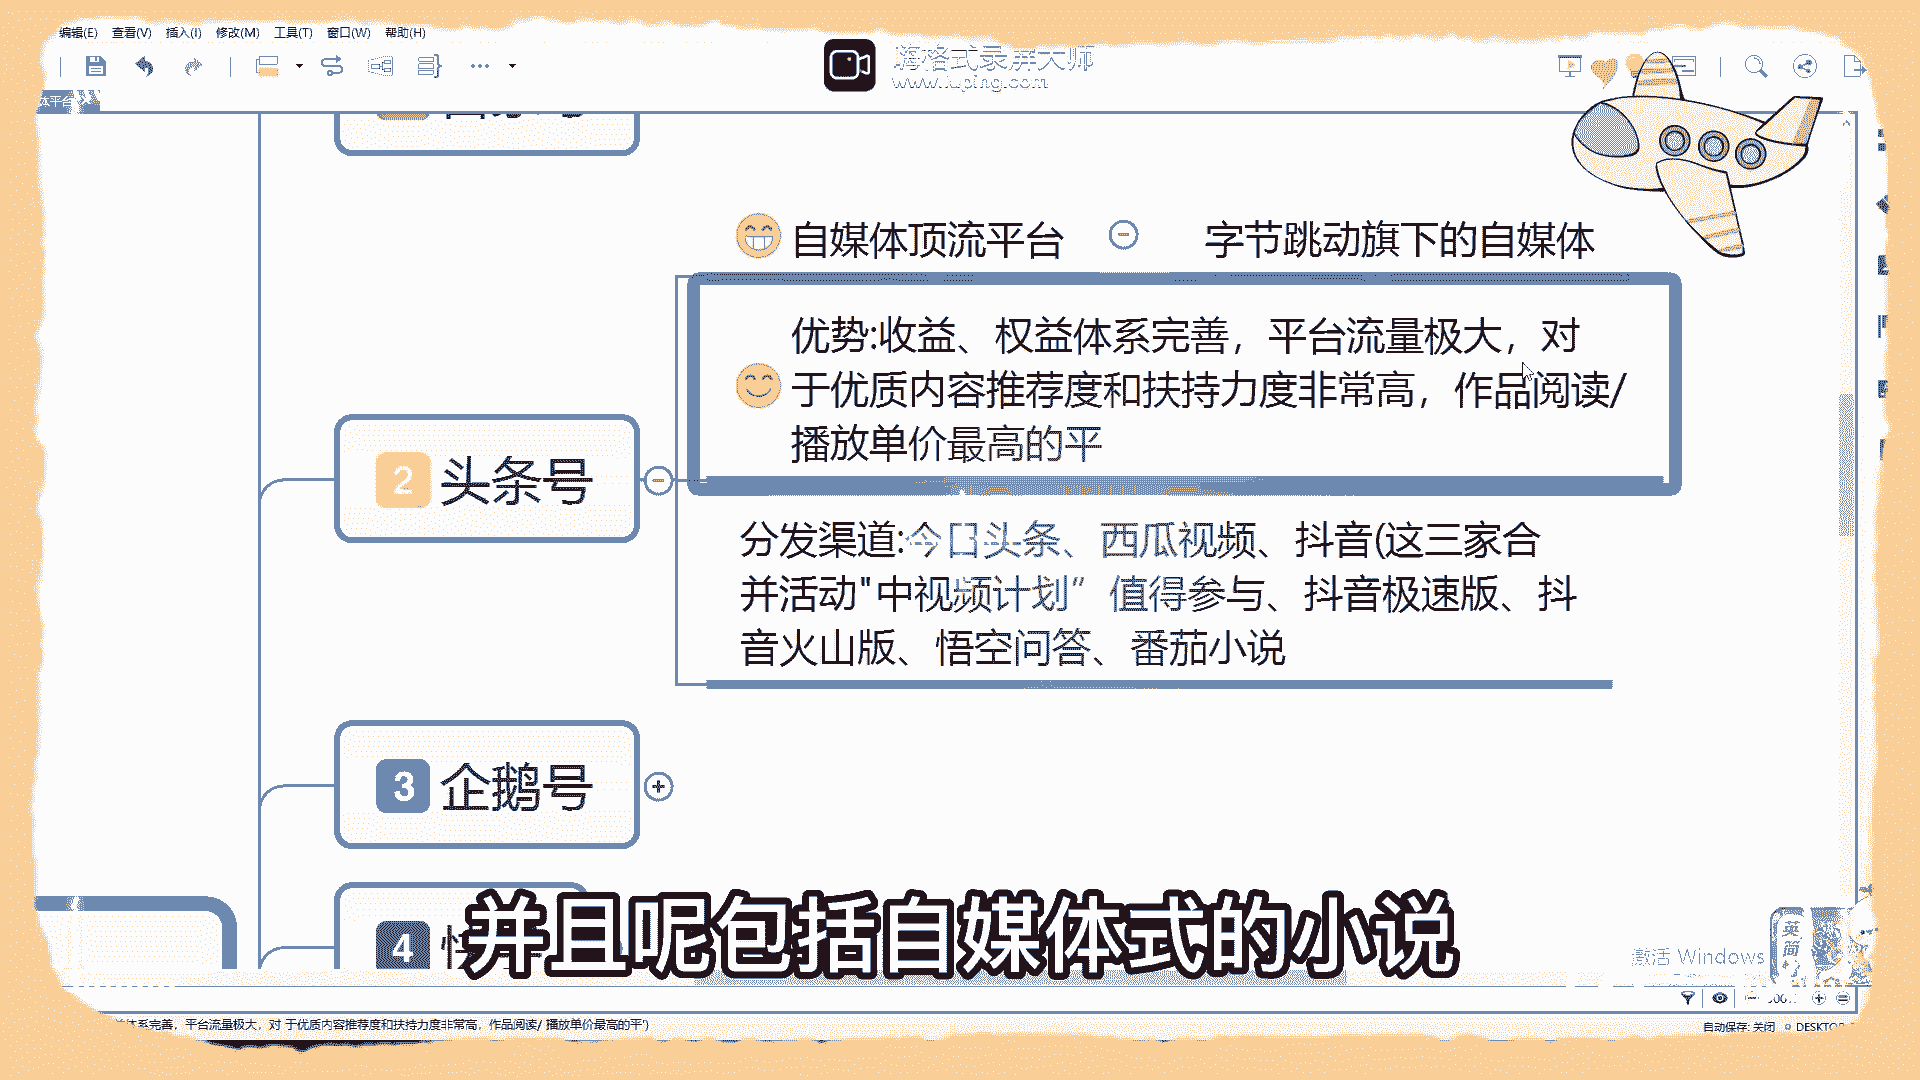 编辑(E) 查看(V) 插入(I) 修改(M) 工具(T) 窗口(W) 帮助(H)
嗨格式录屏大师
www.luping.com
体平台
自媒体顶流平台 字节跳动旗下的自媒体
优势:收益、权益体系完善，平台流量极大，对
于优质内容推荐度和扶持力度非常高，作品阅读/
播放单价最高的平
2 头条号
分发渠道:今日头条、西瓜视频、抖音(这三家合
并活动"中视频计划”值得参与、抖音极速版、抖
音火山版、悟空问答、番茄小说
3 企鹅号
4
并且呢包括自媒体式的小说
英
简
激活 Windows
体系完善，平台流量极大，对 于优质内容推荐度和扶持力度非常高，作品阅读/ 播放单价最高的平')
自动保存: 关闭 DESKTOP